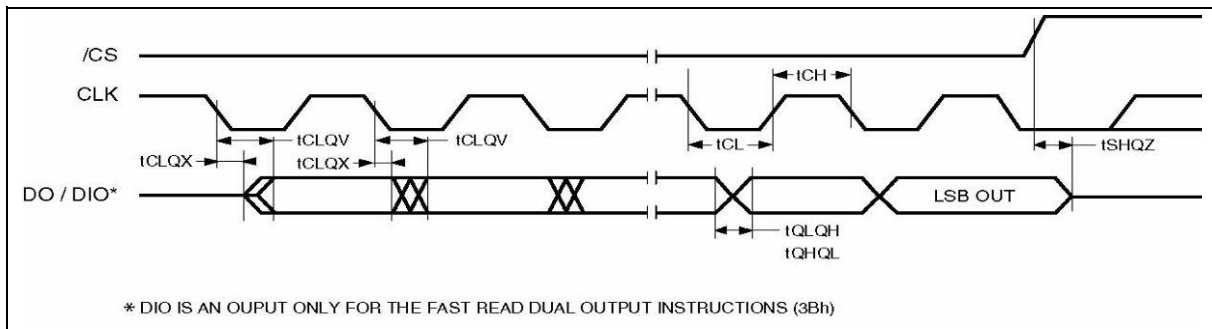 /CS
tCH
CLK
tCLQV
tCLQV
tCL
tSHQZ
tCLQX
tCLQX
DO / DIO*
LSB OUT
tQLQH
tQHQL
* DIO IS AN OUPUT ONLY FOR THE FAST READ DUAL OUTPUT INSTRUCTIONS (3Bh)